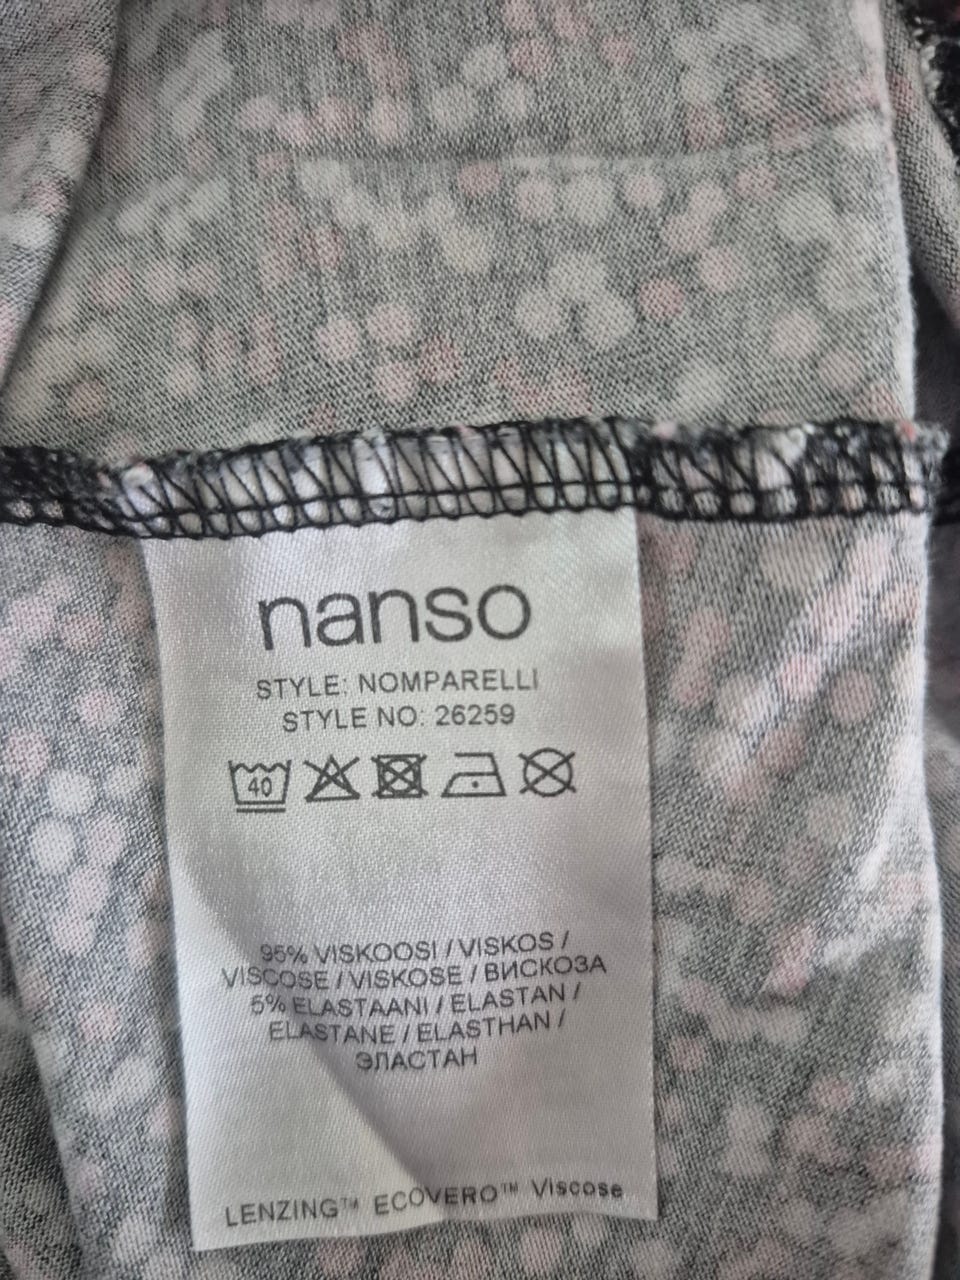 nanso
STYLE: NOMPARELLI
STYLE NO: 26259
40
95% VISKOOSI / VISKOS /
VISCOSE / VISKOSE / ВИСКОЗА
5% ELASTAANI / ELASTAN /
ELASTANE / ELASTHAN /
ЭЛАСТАН
LENZING™ ECOVERO™ Viscose